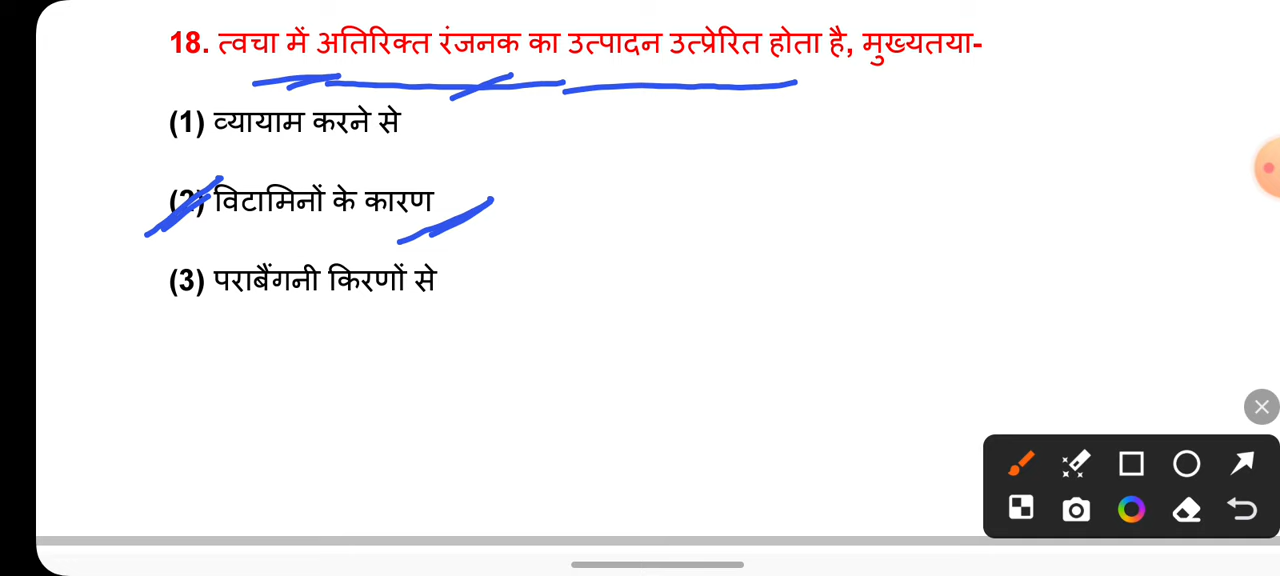 18. त्वचा में अतिरिक्त रंजनक का उत्पादन उत्प्रेरित होता है, मुख्यतया-
(1) व्यायाम करने से
(2) विटामिनों के कारण
(3) पराबैंगनी किरणों से